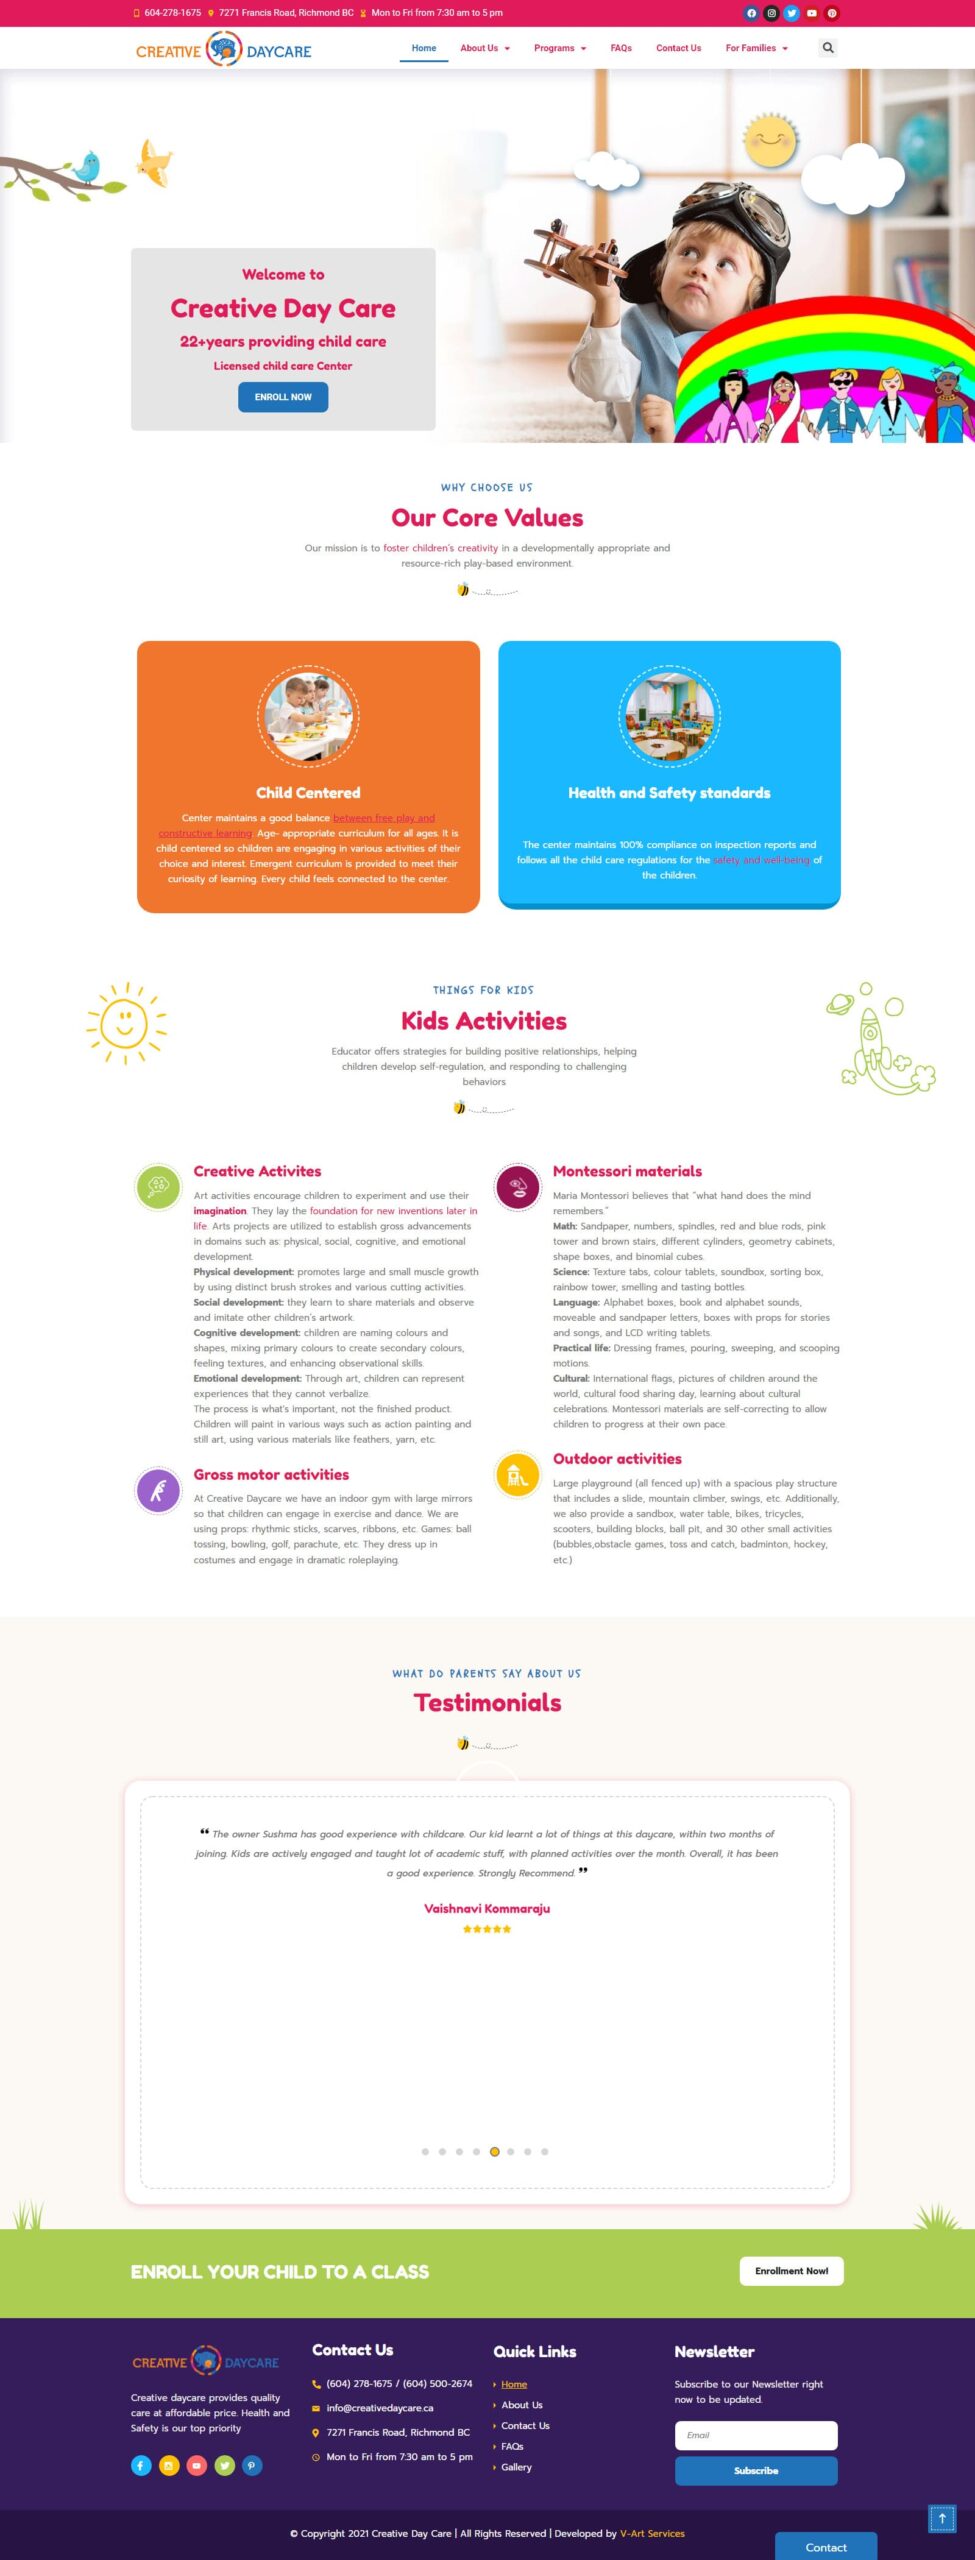 604-278-1675 7271 Francis Road, Richmond BC Mon to Fri from 7:30 am to 5 pm
CREATIVE DAYCARE
Home About Us Programs FAQs Contact Us For Families
Welcome to
Creative Day Care
22+years providing child care
Licensed child care Center
ENROLL NOW
WHY CHOOSE US
Our Core Values
Our mission is to foster children's creativity in a developmentally appropriate and
resource-rich play-based environment.
Child Centered
Center maintains a good balance between free play and
constructive learning. Age- appropriate curriculum for all ages. It is
child centered so children are engaging in various activities of their
choice and interest. Emergent curriculum is provided to meet their
curiosity of learning. Every child feels connected to the center.
Health and Safety standards
The center maintains 100% compliance on inspection reports and
follows all the child care regulations for the safety and well-being of
the children.
THINGS FOR KIDS
Kids Activities
Educator offers strategies for building positive relationships, helping
children develop self-regulation, and responding to challenging
behaviors
Creative Activites
Art activities encourage children to experiment and use their
imagination. They lay the foundation for new inventions later in
life. Arts projects are utilized to establish gross advancements
in domains such as: physical, social, cognitive, and emotional
development.
Physical development: promotes large and small muscle growth
by using distinct brush strokes and various cutting activities.
Social development: they learn to share materials and observe
and imitate other children's artwork.
Cognitive development: children are naming colours and
shapes, mixing primary colours to create secondary colours,
feeling textures, and enhancing observational skills.
Emotional development: Through art, children can represent
experiences that they cannot verbalize.
The process is what's important, not the finished product.
Children will paint in various ways such as action painting and
still art, using various materials like feathers, yarn, etc.
Gross motor activities
At Creative Daycare we have an indoor gym with large mirrors
so that children can engage in exercise and dance. We are
using props: rhythmic sticks, scarves, ribbons, etc. Games: ball
tossing, bowling, golf, parachute, etc. They dress up in
costumes and engage in dramatic roleplaying.
Montessori materials
Maria Montessori believes that "what hand does the mind
remembers."
Math: Sandpaper, numbers, spindles, red and blue rods, pink
tower and brown stairs, different cylinders, geometry cabinets,
shape boxes, and binomial cubes.
Science: Texture tabs, colour tablets, soundbox, sorting box,
rainbow tower, smelling and tasting bottles.
Language: Alphabet boxes, book and alphabet sounds,
moveable and sandpaper letters, boxes with props for stories
and songs, and LCD writing tablets.
Practical life: Dressing frames, pouring, sweeping, and scooping
motions.
Cultural: International flags, pictures of children around the
world, cultural food sharing day, learning about cultural
celebrations. Montessori materials are self-correcting to allow
children to progress at their own pace.
Outdoor activities
Large playground (all fenced up) with a spacious play structure
that includes a slide, mountain climber, swings, etc. Additionally,
we also provide a sandbox, water table, bikes, tricycles,
scooters, building blocks, ball pit, and 30 other small activities
(bubbles,obstacle games, toss and catch, badminton, hockey,
etc.)
WHAT DO PARENTS SAY ABOUT US
Testimonials
❝ The owner Sushma has good experience with childcare. Our kid learnt a lot of things at this daycare, within two months of
joining. Kids are actively engaged and taught lot of academic stuff, with planned activities over the month. Overall, it has been
a good experience. Strongly Recommend. ❞
Vaishnavi Kommaraju
ENROLL YOUR CHILD TO A CLASS
Enrollment Now!
CREATIVE DAYCARE
Creative daycare provides quality
care at affordable price. Health and
Safety is our top priority
Contact Us
(604) 278-1675 / (604) 500-2674
info@creativedaycare.ca
7271 Francis Road, Richmond BC
Mon to Fri from 7:30 am to 5 pm
Quick Links
Home
About Us
Contact Us
FAQs
Gallery
Newsletter
Subscribe to our Newsletter right
now to be updated.
Email
Subscribe
© Copyright 2021 Creative Day Care | All Rights Reserved | Developed by V-Art Services
Contact